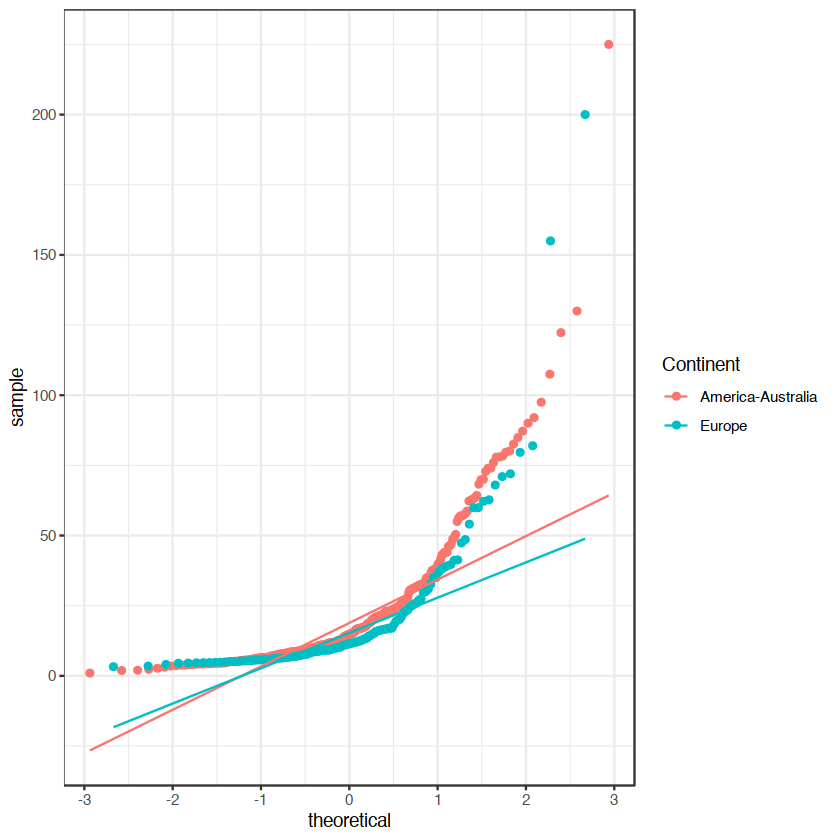 200
150
100
50
0
sample
-3 -2 -1 0 1 2 3
theoretical
Continent
America-Australia
Europe